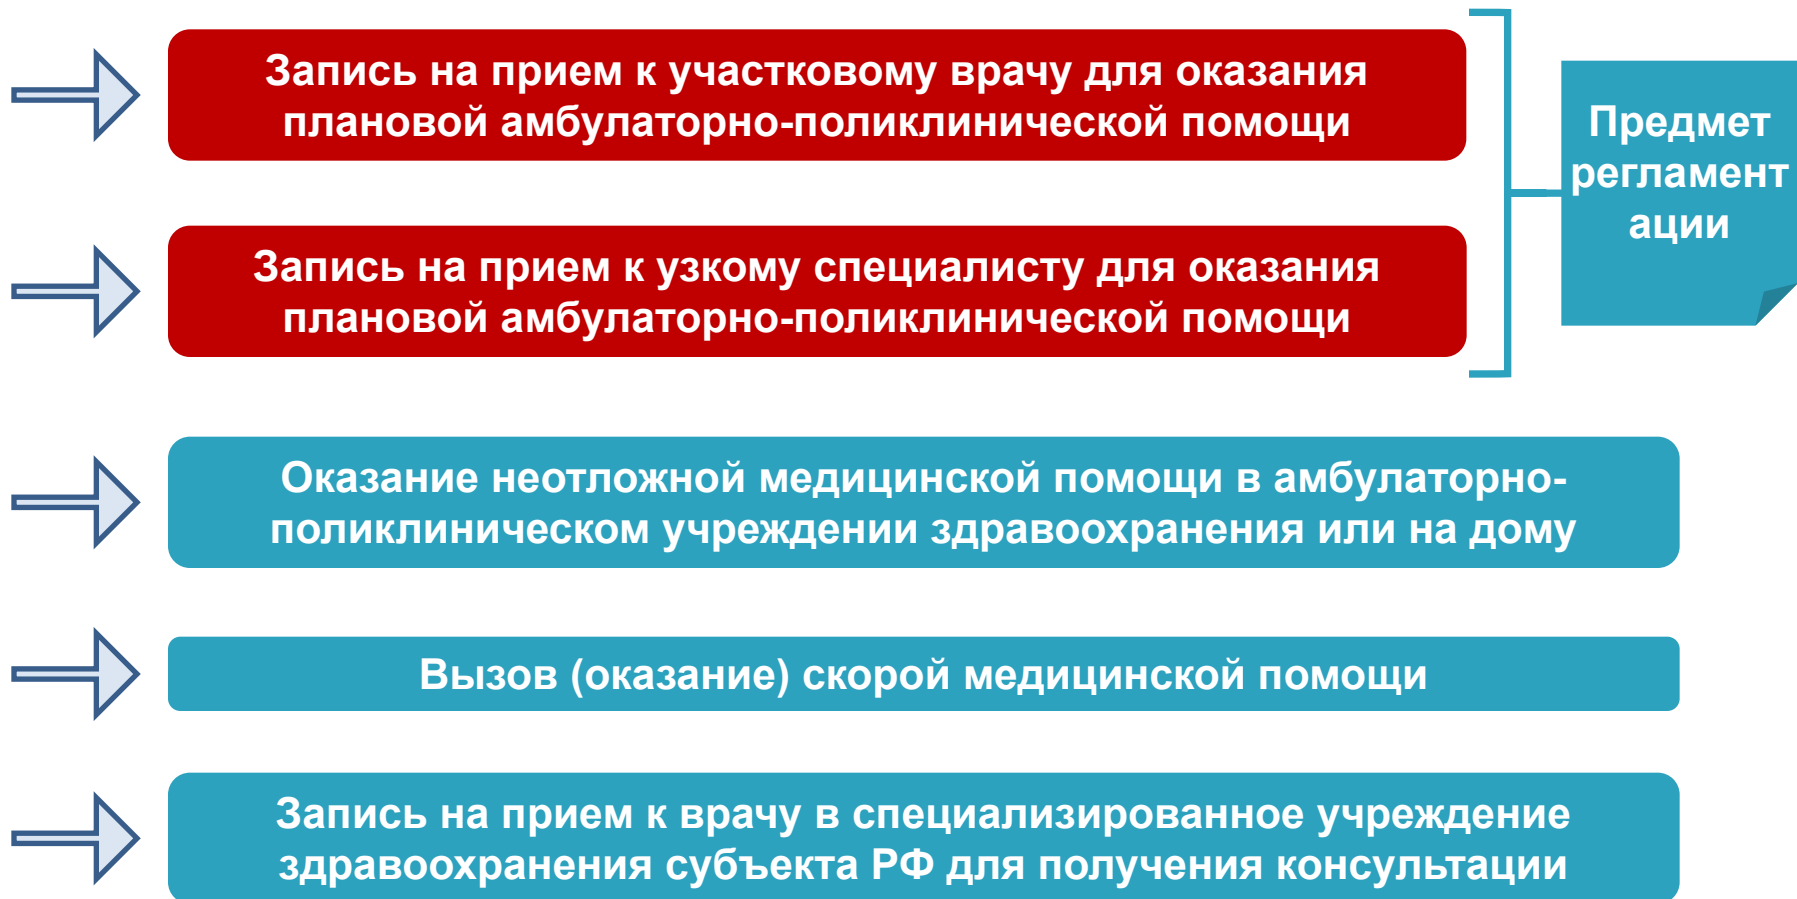 Запись на прием к участковому врачу для оказания
плановой амбулаторно-поликлинической помощи
Предмет
регламент
ации
Запись на прием к узкому специалисту для оказания
плановой амбулаторно-поликлинической помощи
Оказание неотложной медицинской помощи в амбулаторно-
поликлиническом учреждении здравоохранения или на дому
Вызов (оказание) скорой медицинской помощи
Запись на прием к врачу в специализированное учреждение
здравоохранения субъекта РФ для получения консультации